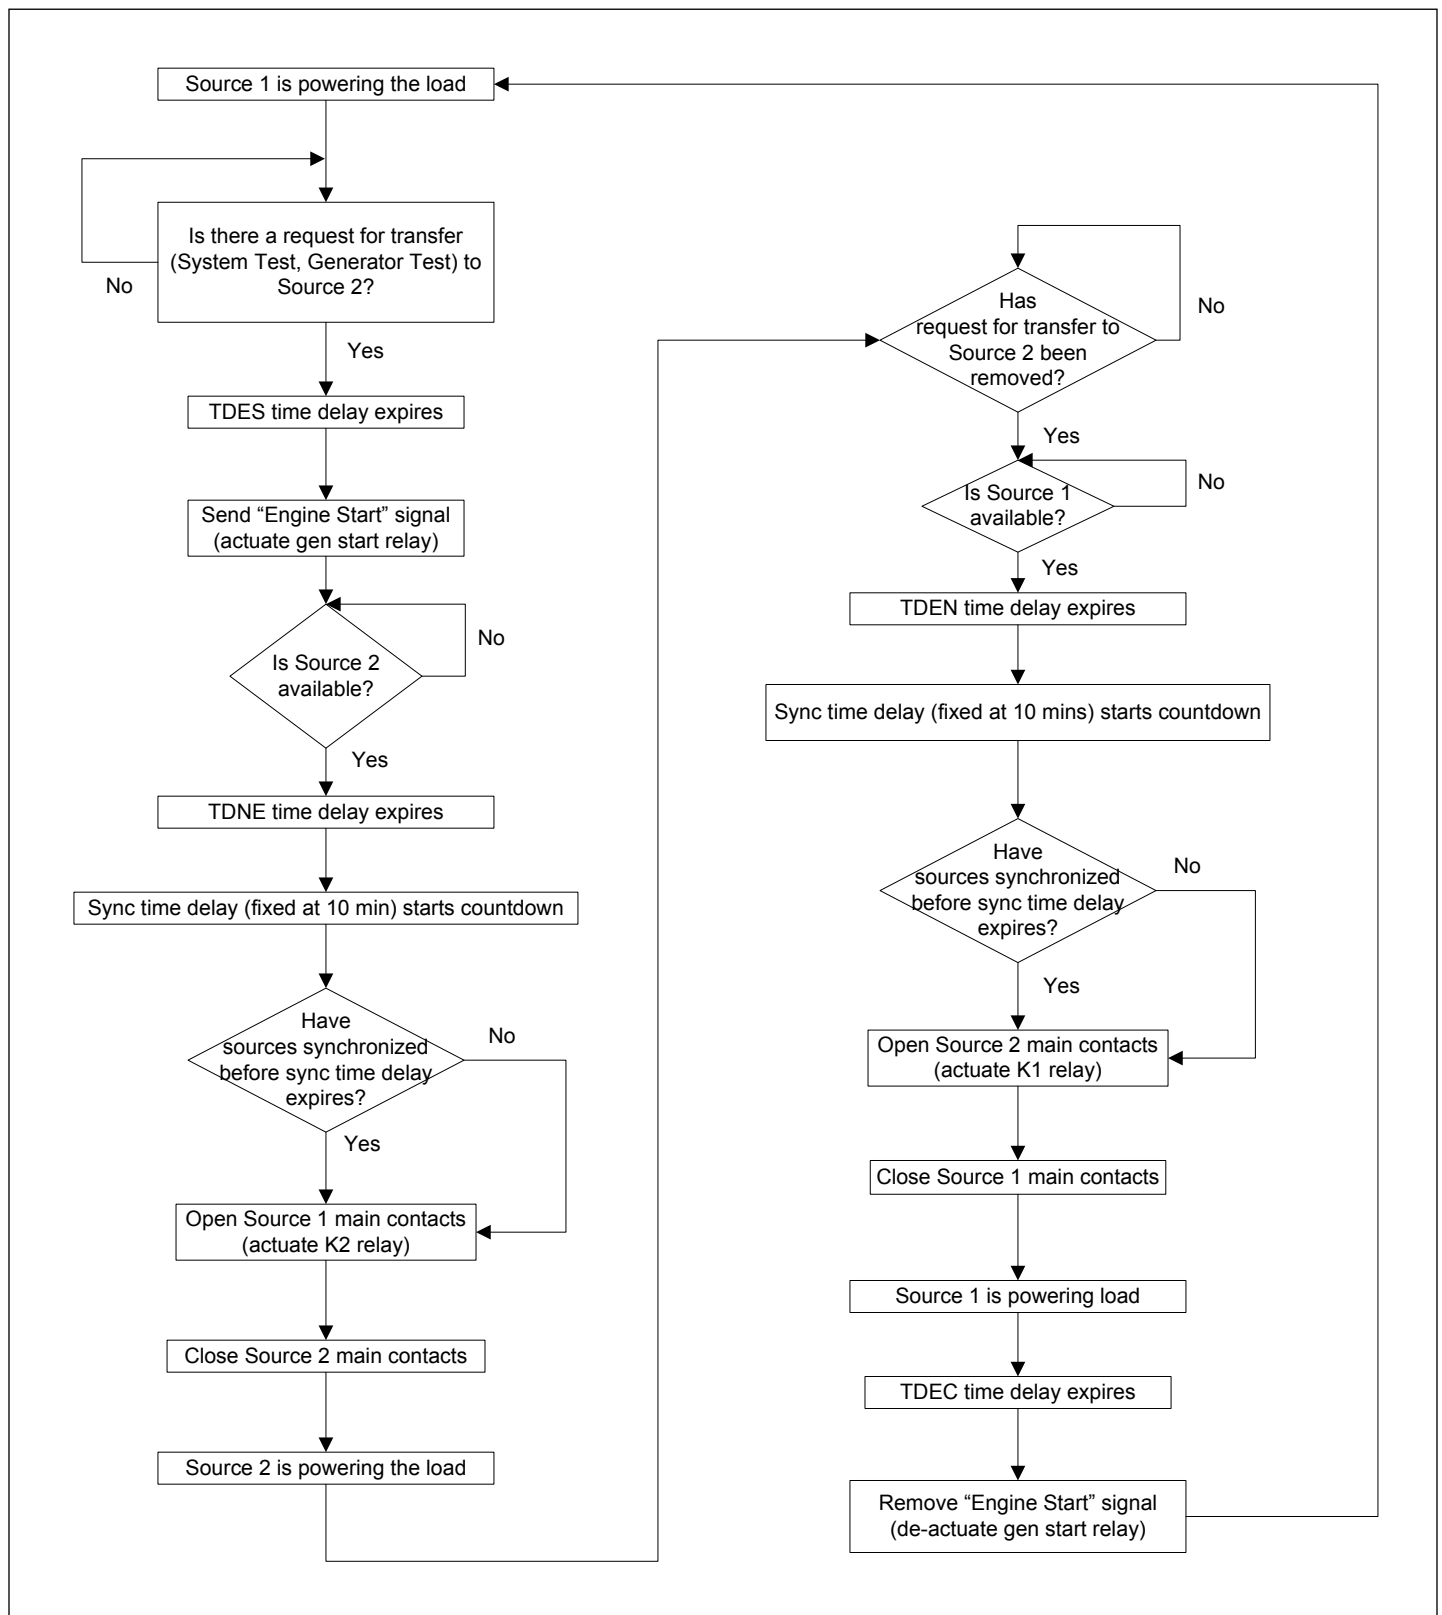 Source 1 is powering the load
Is there a request for transfer
(System Test, Generator Test) to
Source 2?
No
Yes
TDES time delay expires
Send “Engine Start” signal
(actuate gen start relay)
Is Source 2
available?
No
Yes
TDNE time delay expires
Sync time delay (fixed at 10 min) starts countdown
Have
sources synchronized
before sync time delay
expires?
No
Yes
Open Source 1 main contacts
(actuate K2 relay)
Close Source 2 main contacts
Source 2 is powering the load
Has
request for transfer to
Source 2 been
removed?
No
Yes
Is Source 1
available?
No
Yes
TDEN time delay expires
Sync time delay (fixed at 10 mins) starts countdown
Have
sources synchronized
before sync time delay
expires?
No
Yes
Open Source 2 main contacts
(actuate K1 relay)
Close Source 1 main contacts
Source 1 is powering load
TDEC time delay expires
Remove “Engine Start” signal
(de-actuate gen start relay)